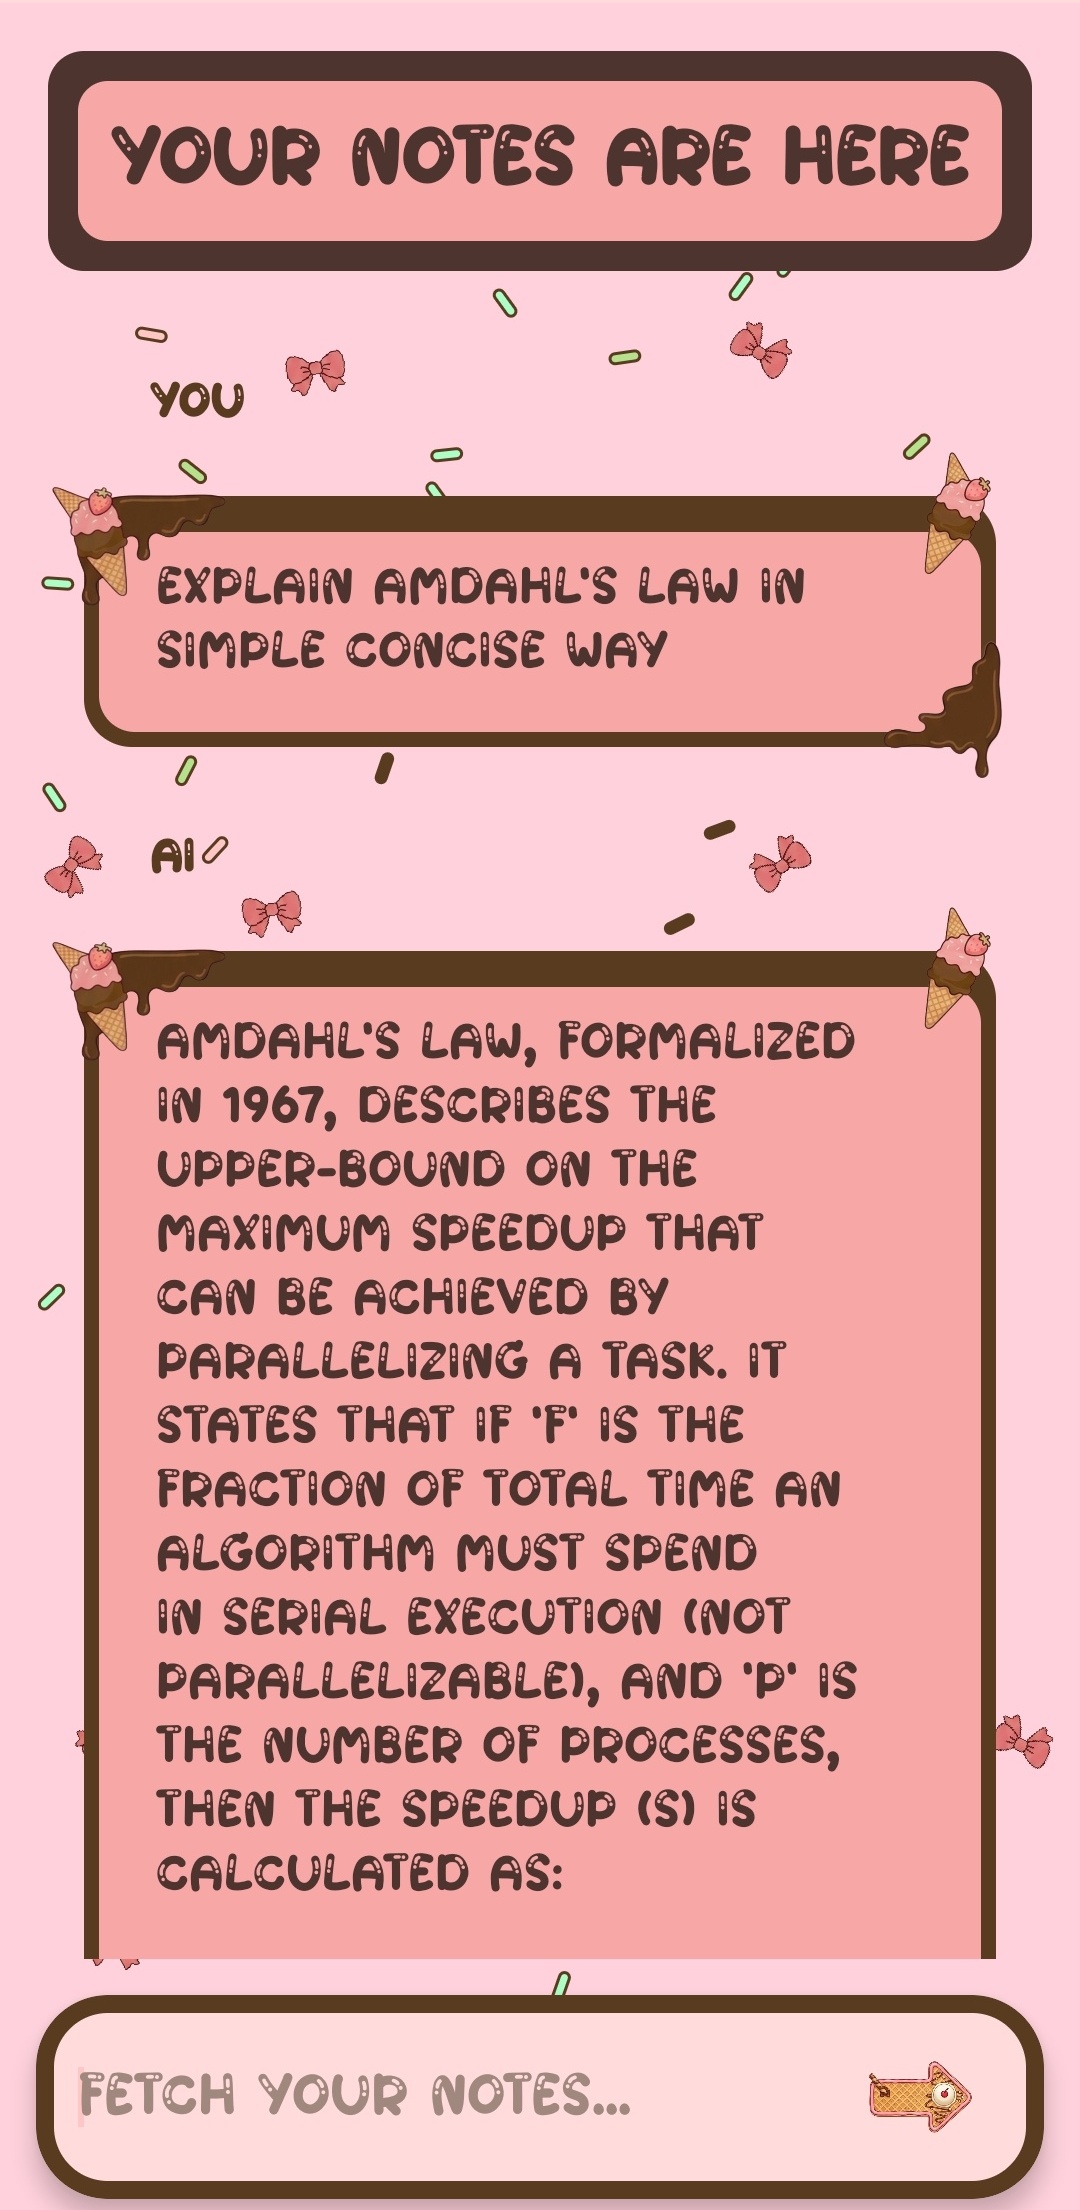 YOUR NOTES ARE HERE
YOU
EXPLAIN AMDAHL'S LAW IN
SIMPLE CONCISE WAY
AI
AMDAHL'S LAW, FORMALIZED
IN 1967, DESCRIBES THE
UPPER-BOUND ON THE
MAXIMUM SPEEDUP THAT
CAN BE ACHIEVED BY
PARALLELIZING A TASK. IT
STATES THAT IF 'F' IS THE
FRACTION OF TOTAL TIME AN
ALGORITHM MUST SPEND
IN SERIAL EXECUTION (NOT
PARALLELIZABLE), AND 'P' IS
THE NUMBER OF PROCESSES,
THEN THE SPEEDUP (S) IS
CALCULATED AS:
FETCH YOUR NOTES...